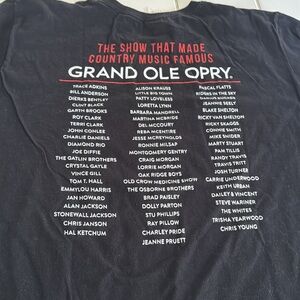 THE SHOW THAT MADE
COUNTRY MUSIC FAMOUS
GRAND OLE OPRY.
TRACE ADKINS
BILL ANDERSON
DIERKS BENTLEY
CLINT BLACK
GARTH BROOKS
ROY CLARK
TERRI CLARK
JOHN CONLEE
CHARLIE DANIELS
DIAMOND RIO
JOE DIFFIE
THE GATLIN BROTHERS
CRYSTAL GAYLE
VINCE GILL
TOM T. HALL
EMMYLOU HARRIS
JAN HOWARD
ALAN JACKSON
STONEWALL JACKSON
CHRIS JANSON
HAL KETCHUM
ALISON KRAUSS
LITTLE BIG TOWN
PATTY LOVELESS
LORETTA LYNN
BARBARA MANDRELL
MARTINA MCBRIDE
DEL MCCOURY
REBA MCENTIRE
JESSE MCREYNOLDS
RONNIE MILSAP
MONTGOMERY GENTRY
CRAIG MORGAN
LORRIE MORGAN
OAK RIDGE BOYS
OLD CROW MEDICINE SHOW
THE OSBORNE BROTHERS
BRAD PAISLEY
DOLLY PARTON
STU PHILLIPS
RAY PILLOW
CHARLEY PRIDE
JEANNE PRUETT
RASCAL FLATTS
RIDERS IN THE SKY
DARIUS RUCKER
JEANNIE SEELY
BLAKE SHELTON
RICKY VAN SHELTON
RICKY SKAGGS
CONNIE SMITH
MIKE SNIDER
MARTY STUART
PAM TILLIS
RANDY TRAVIS
TRAVIS TRITT
JOSH TURNER
CARRIE UNDERWOOD
KEITH URBAN
DAILEY & VINCENT
STEVE WARINER
THE WHITES
TRISHA YEARWOOD
CHRIS YOUNG